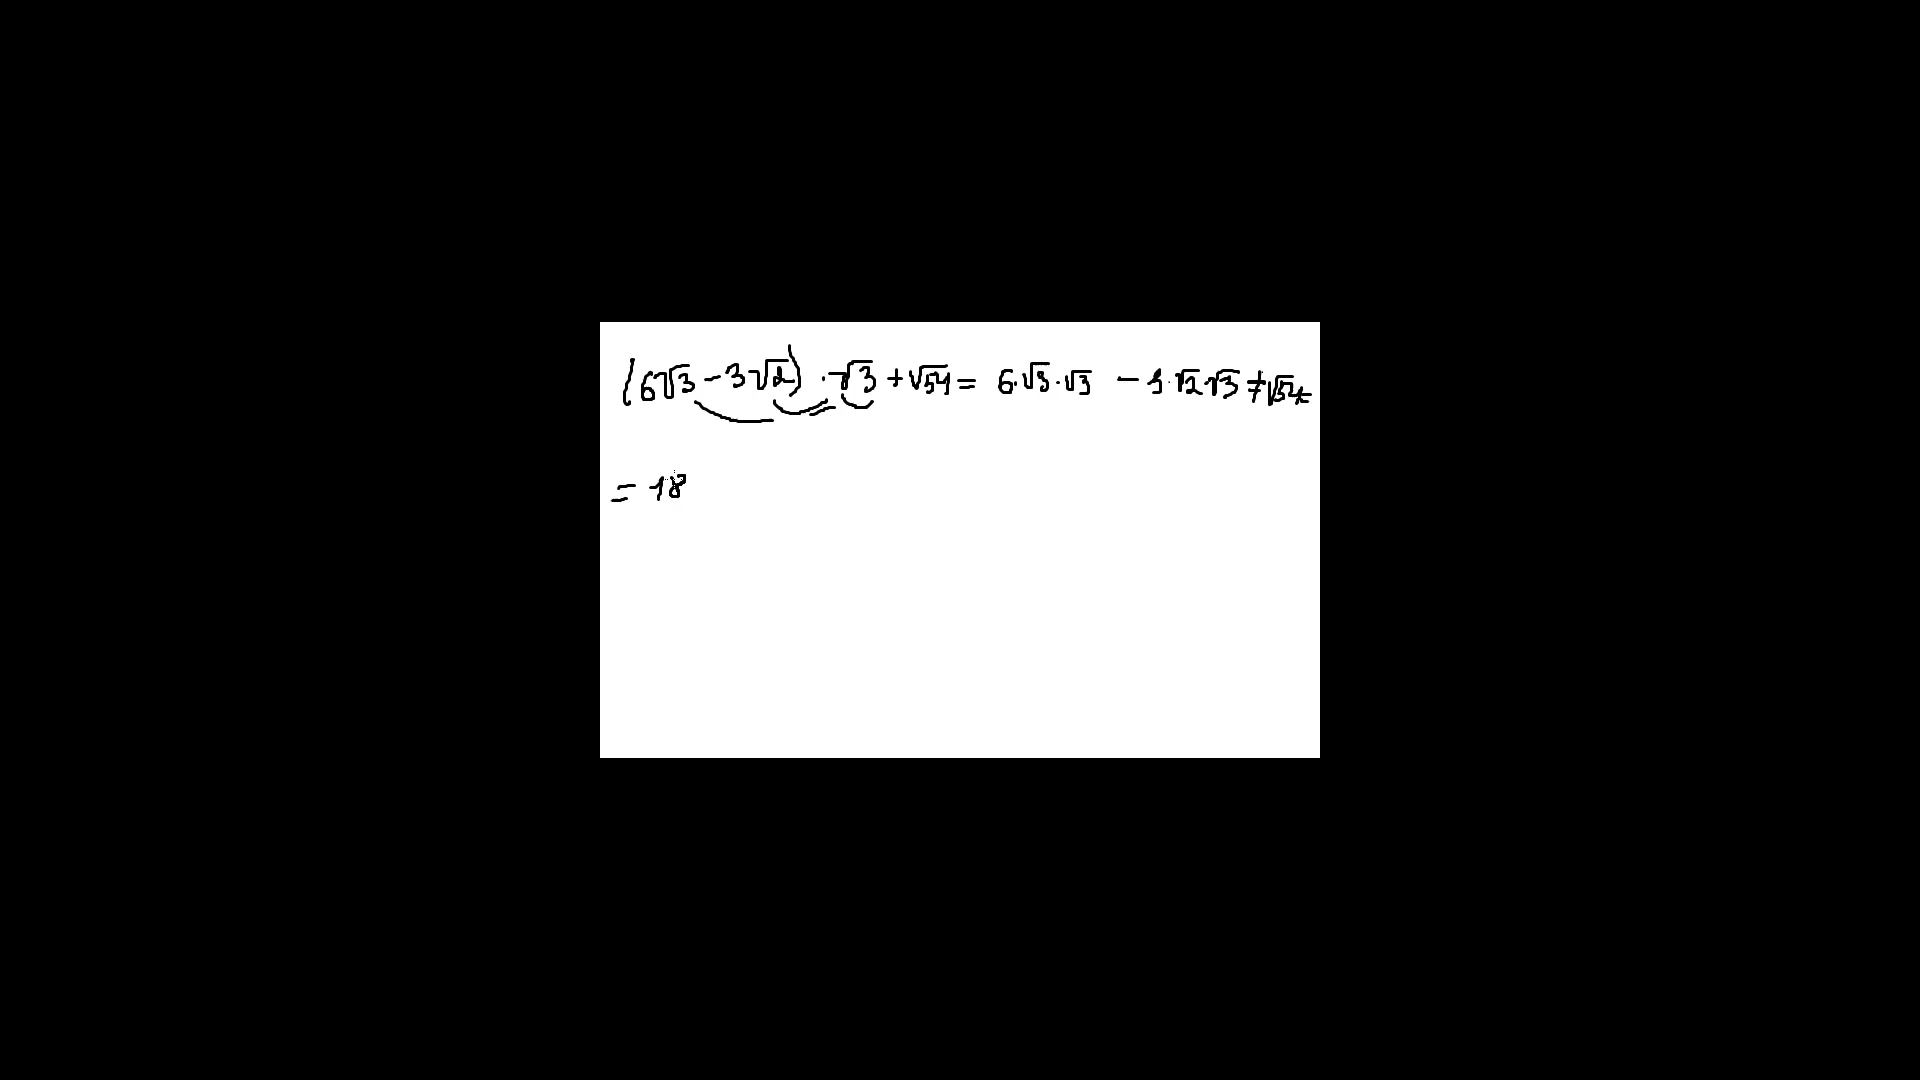 (6√3 - 3√2) · √3 + √54 = 6·√3·√3 - 3·√2√3 + √54 =
= 18